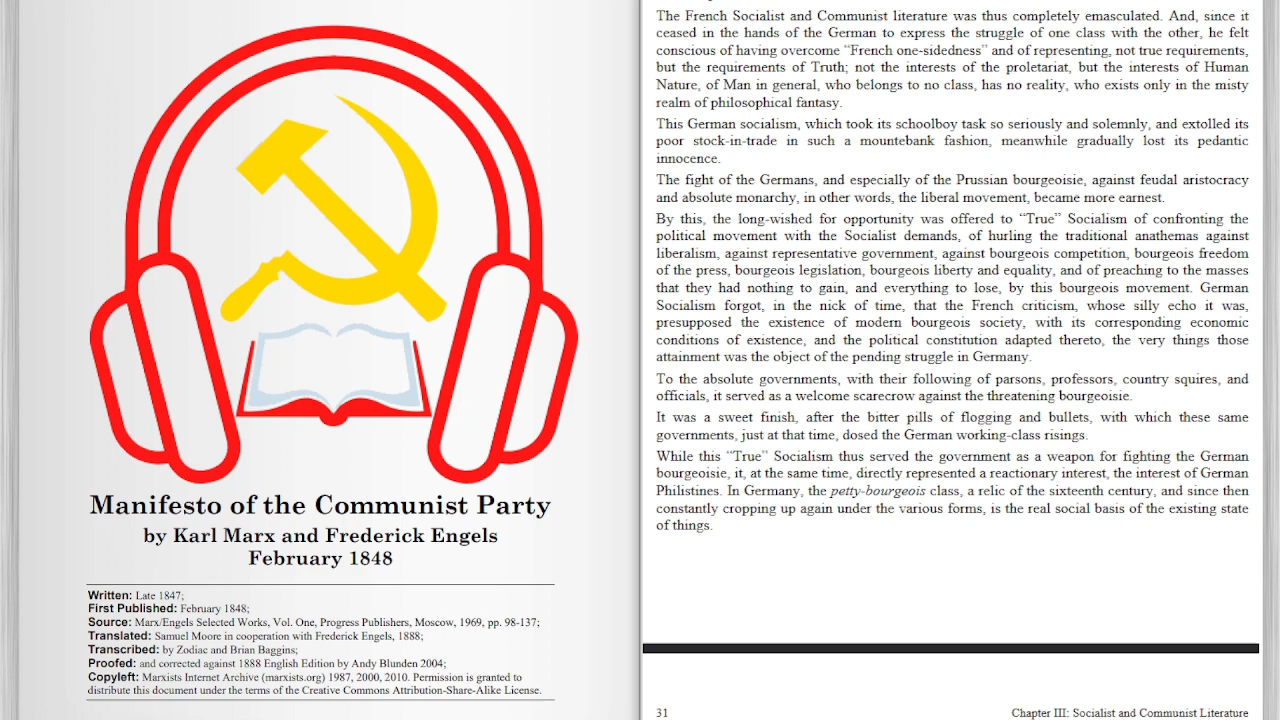 Manifesto of the Communist Party
by Karl Marx and Frederick Engels
February 1848
Written: Late 1847;
First Published: February 1848;
Source: Marx/Engels Selected Works, Vol. One, Progress Publishers, Moscow, 1969, pp. 98-137;
Translated: Samuel Moore in cooperation with Frederick Engels, 1888;
Transcribed: by Zodiac and Brian Baggins;
Proofed: and corrected against 1888 English Edition by Andy Blunden 2004;
Copyleft: Marxists Internet Archive (marxists.org) 1987, 2000, 2010. Permission is granted to
distribute this document under the terms of the Creative Commons Attribution-Share-Alike License.
The French Socialist and Communist literature was thus completely emasculated. And, since it
ceased in the hands of the German to express the struggle of one class with the other, he felt
conscious of having overcome “French one-sidedness” and of representing, not true requirements,
but the requirements of Truth; not the interests of the proletariat, but the interests of Human
Nature, of Man in general, who belongs to no class, has no reality, who exists only in the misty
realm of philosophical fantasy.
This German socialism, which took its schoolboy task so seriously and solemnly, and extolled its
poor stock-in-trade in such a mountebank fashion, meanwhile gradually lost its pedantic
innocence.
The fight of the Germans, and especially of the Prussian bourgeoisie, against feudal aristocracy
and absolute monarchy, in other words, the liberal movement, became more earnest.
By this, the long-wished for opportunity was offered to “True” Socialism of confronting the
political movement with the Socialist demands, of hurling the traditional anathemas against
liberalism, against representative government, against bourgeois competition, bourgeois freedom
of the press, bourgeois legislation, bourgeois liberty and equality, and of preaching to the masses
that they had nothing to gain, and everything to lose, by this bourgeois movement. German
Socialism forgot, in the nick of time, that the French criticism, whose silly echo it was,
presupposed the existence of modern bourgeois society, with its corresponding economic
conditions of existence, and the political constitution adapted thereto, the very things those
attainment was the object of the pending struggle in Germany.
To the absolute governments, with their following of parsons, professors, country squires, and
officials, it served as a welcome scarecrow against the threatening bourgeoisie.
It was a sweet finish, after the bitter pills of flogging and bullets, with which these same
governments, just at that time, dosed the German working-class risings.
While this “True” Socialism thus served the government as a weapon for fighting the German
bourgeoisie, it, at the same time, directly represented a reactionary interest, the interest of German
Philistines. In Germany, the petty-bourgeois class, a relic of the sixteenth century, and since then
constantly cropping up again under the various forms, is the real social basis of the existing state
of things.
31 Chapter III: Socialist and Communist Literature